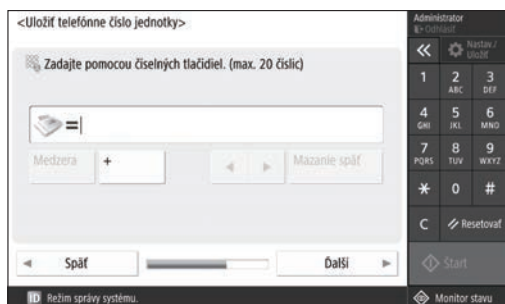 <Uložiť telefónne číslo jednotky>
Zadajte pomocou číselných tlačidiel. (max. 20 číslic)
=
Medzera + ◀ ▶ Mazanie späť
◀ Späť Ďalší ▶
ID Režim správy systému.
Administrator
Odhlásiť
« Nastav./
Uložiť
1 2 3
ABC DEF
4 5 6
GHI JKL MNO
7 8 9
PQRS TUV WXYZ
* 0 #
C Resetovať
Štart
Monitor stavu